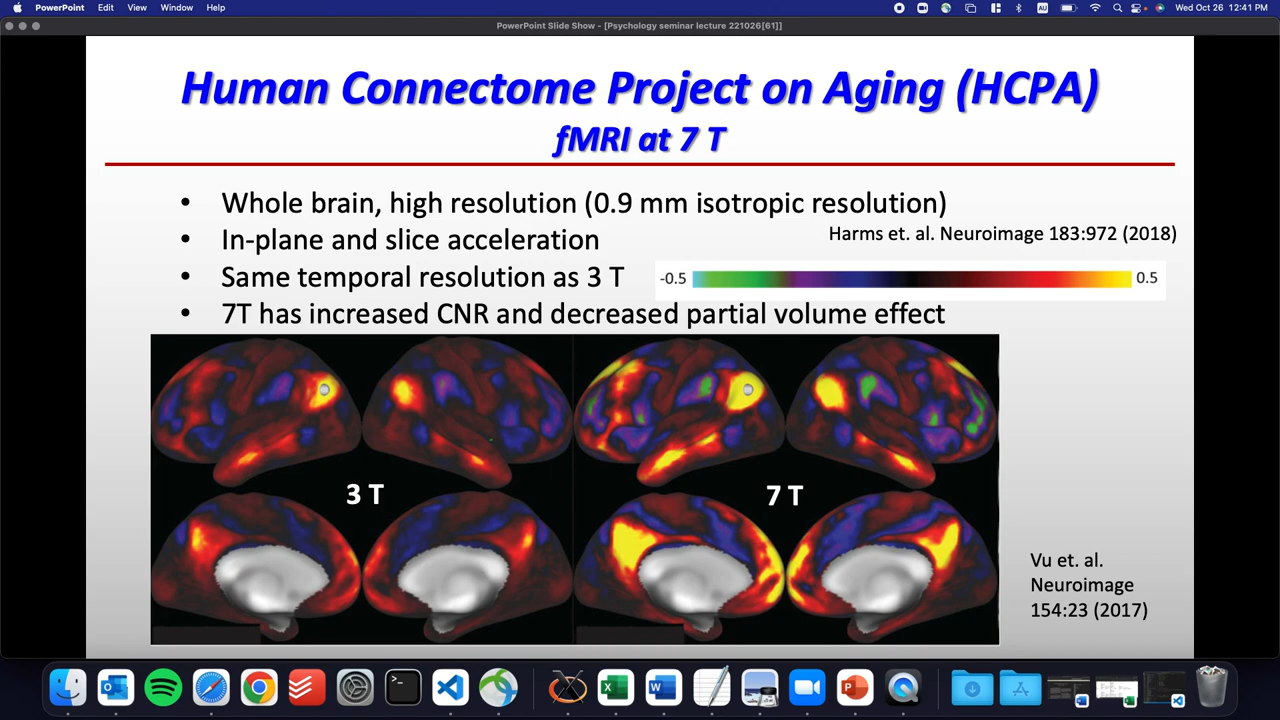 PowerPoint Edit View Window Help
AU
Wed Oct 26 12:41 PM
PowerPoint Slide Show - [Psychology seminar lecture 221026[61]]
Human Connectome Project on Aging (HCPA)
fMRI at 7 T
• Whole brain, high resolution (0.9 mm isotropic resolution)
• In-plane and slice acceleration
Harms et. al. Neuroimage 183:972 (2018)
• Same temporal resolution as 3 T
-0.5
0.5
• 7T has increased CNR and decreased partial volume effect
3 T
7 T
Vu et. al.
Neuroimage
154:23 (2017)